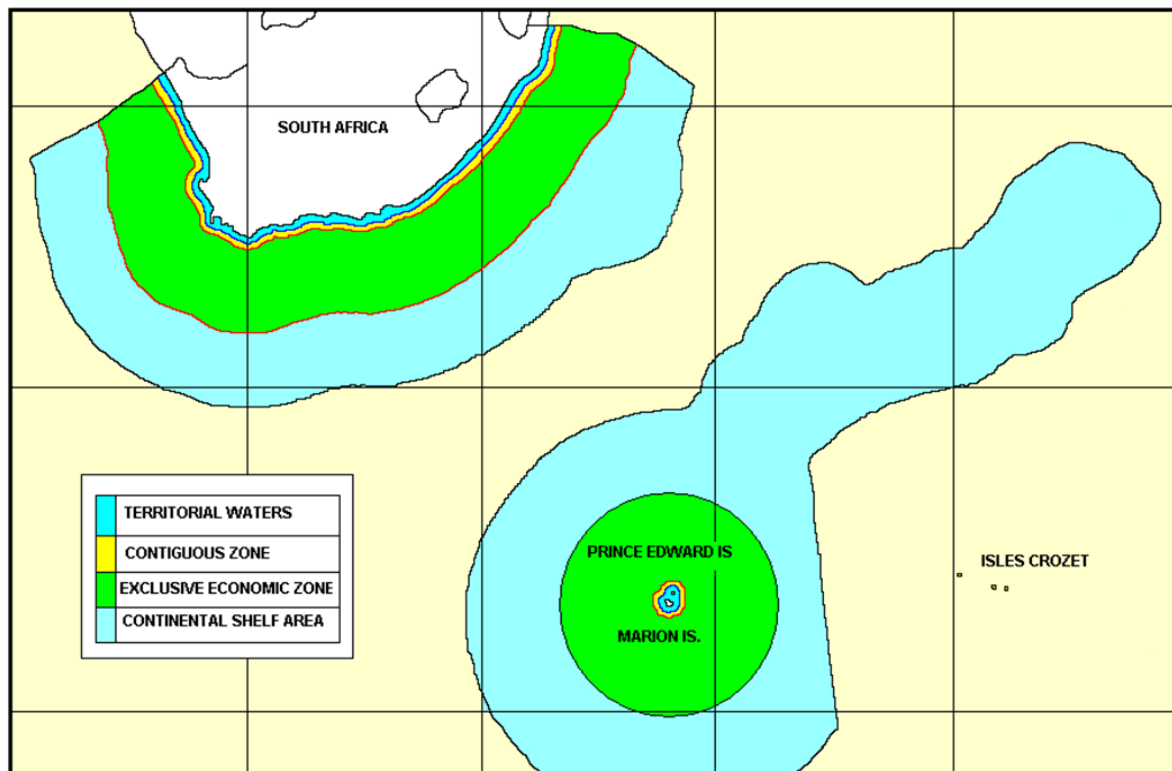 SOUTH AFRICA
TERRITORIAL WATERS
CONTIGUOUS ZONE
EXCLUSIVE ECONOMIC ZONE
CONTINENTAL SHELF AREA
PRINCE EDWARD IS
MARION IS.
ISLES CROZET